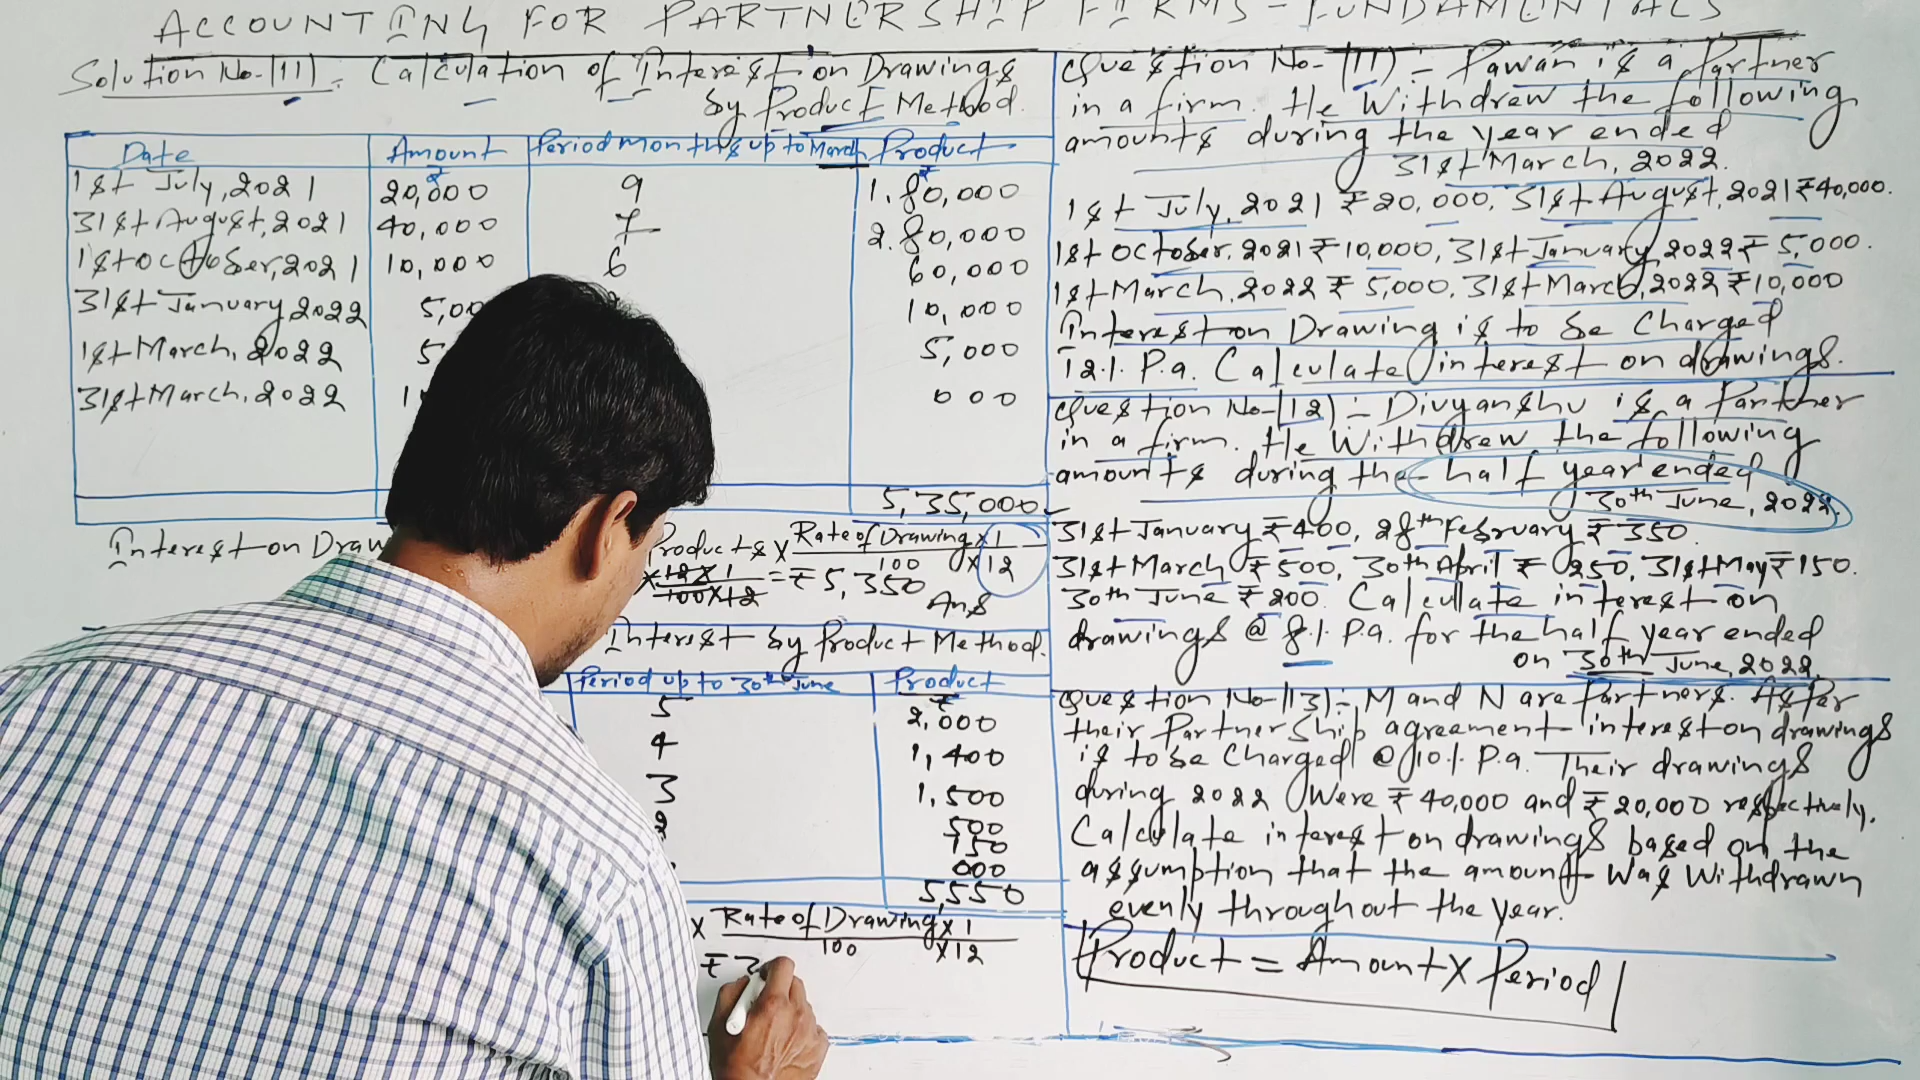 ACCOUNTING FOR PARTNERSHIP FIRMS - FUNDAMENTALS
Solution No-(11) :- Calculation of Interest on Drawings
by Product Method.
Date Amount Period months up to March Product
₹ ₹
1st July, 2021 20,000 9 1,80,000
31st August, 2021 40,000 7 2,80,000
1st October, 2021 10,000 6 60,000
31st January 2022 5,00 10,000
1st March, 2022 5 5,000
31st March, 2022 1 000
5,35,000
Interest on Draw Products × Rate of Drawing × 1
100 × 12
× 12 × 1 = ₹ 5,350
100 × 12
Ans
Interest by Product Method.
Period up to 30th June Product
₹
5 2,000
4 1,400
3 1,500
2 500
150
000
5,550
× Rate of Drawing × 1
100 × 12
₹ 3
Question No-(11) :- Pawan is a Partner
in a firm. He Withdrew the following
amounts during the year ended
31st March, 2022.
1st July, 2021 ₹ 20,000, 31st August, 2021 ₹ 40,000.
1st October, 2021 ₹ 10,000, 31st January, 2022 ₹ 5,000.
1st March, 2022 ₹ 5,000, 31st March, 2022 ₹ 10,000
Interest on Drawing is to be Charged
12% P.a. Calculate interest on drawings.
Question No-(12) :- Divyanshu is a Partner
in a firm. He Withdrew the following
amounts during the half year ended
30th June, 2022.
31st January ₹ 400, 28th February ₹ 350.
31st March ₹ 500, 30th April ₹ 250, 31st May ₹ 150.
30th June ₹ 200. Calculate interest on
drawings @ 8% P.a. for the half year ended
on 30th June, 2022.
Question No-(13) :- M and N are Partners. As Per
their Partnership agreement interest on drawings
is to be Charged @ 10% P.a. Their drawings
during 2022 Were ₹ 40,000 and ₹ 20,000 respectively.
Calculate interest on drawings based on the
assumption that the amount Was Withdrawn
evenly throughout the year.
Product = Amount × Period